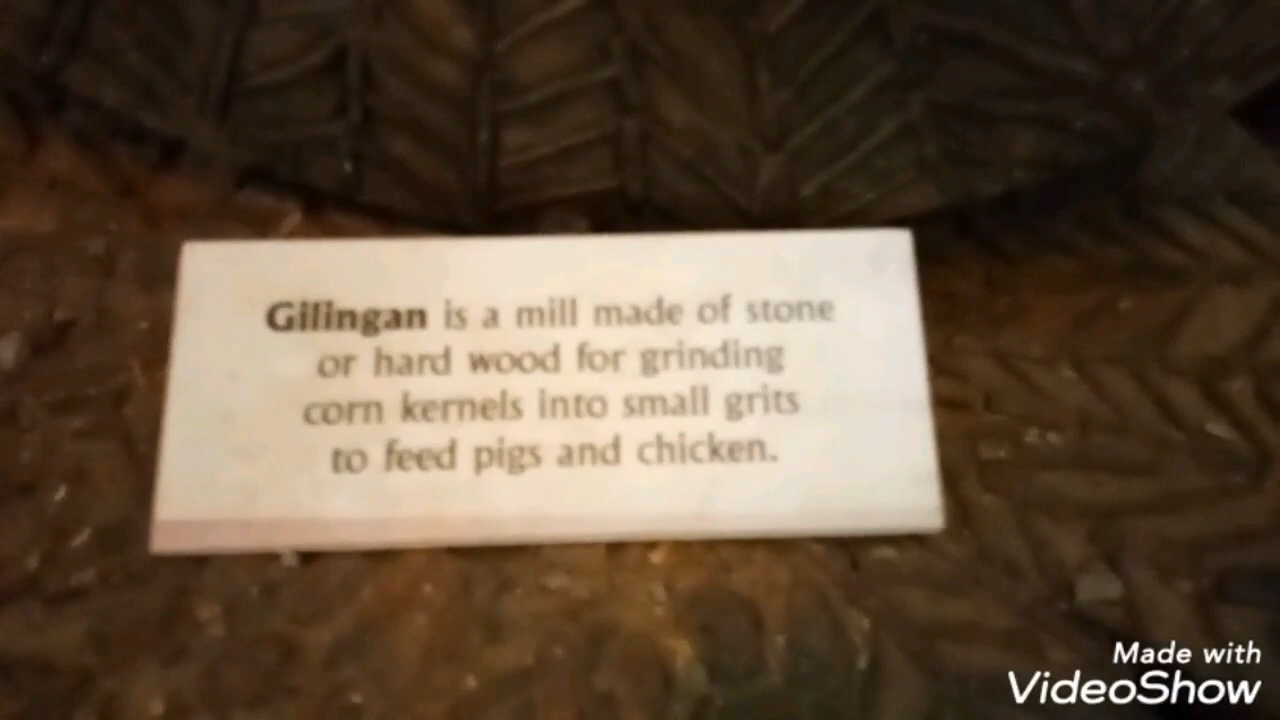 Gilingan is a mill made of stone
or hard wood for grinding
corn kernels into small grits
to feed pigs and chicken.
Made with
VideoShow